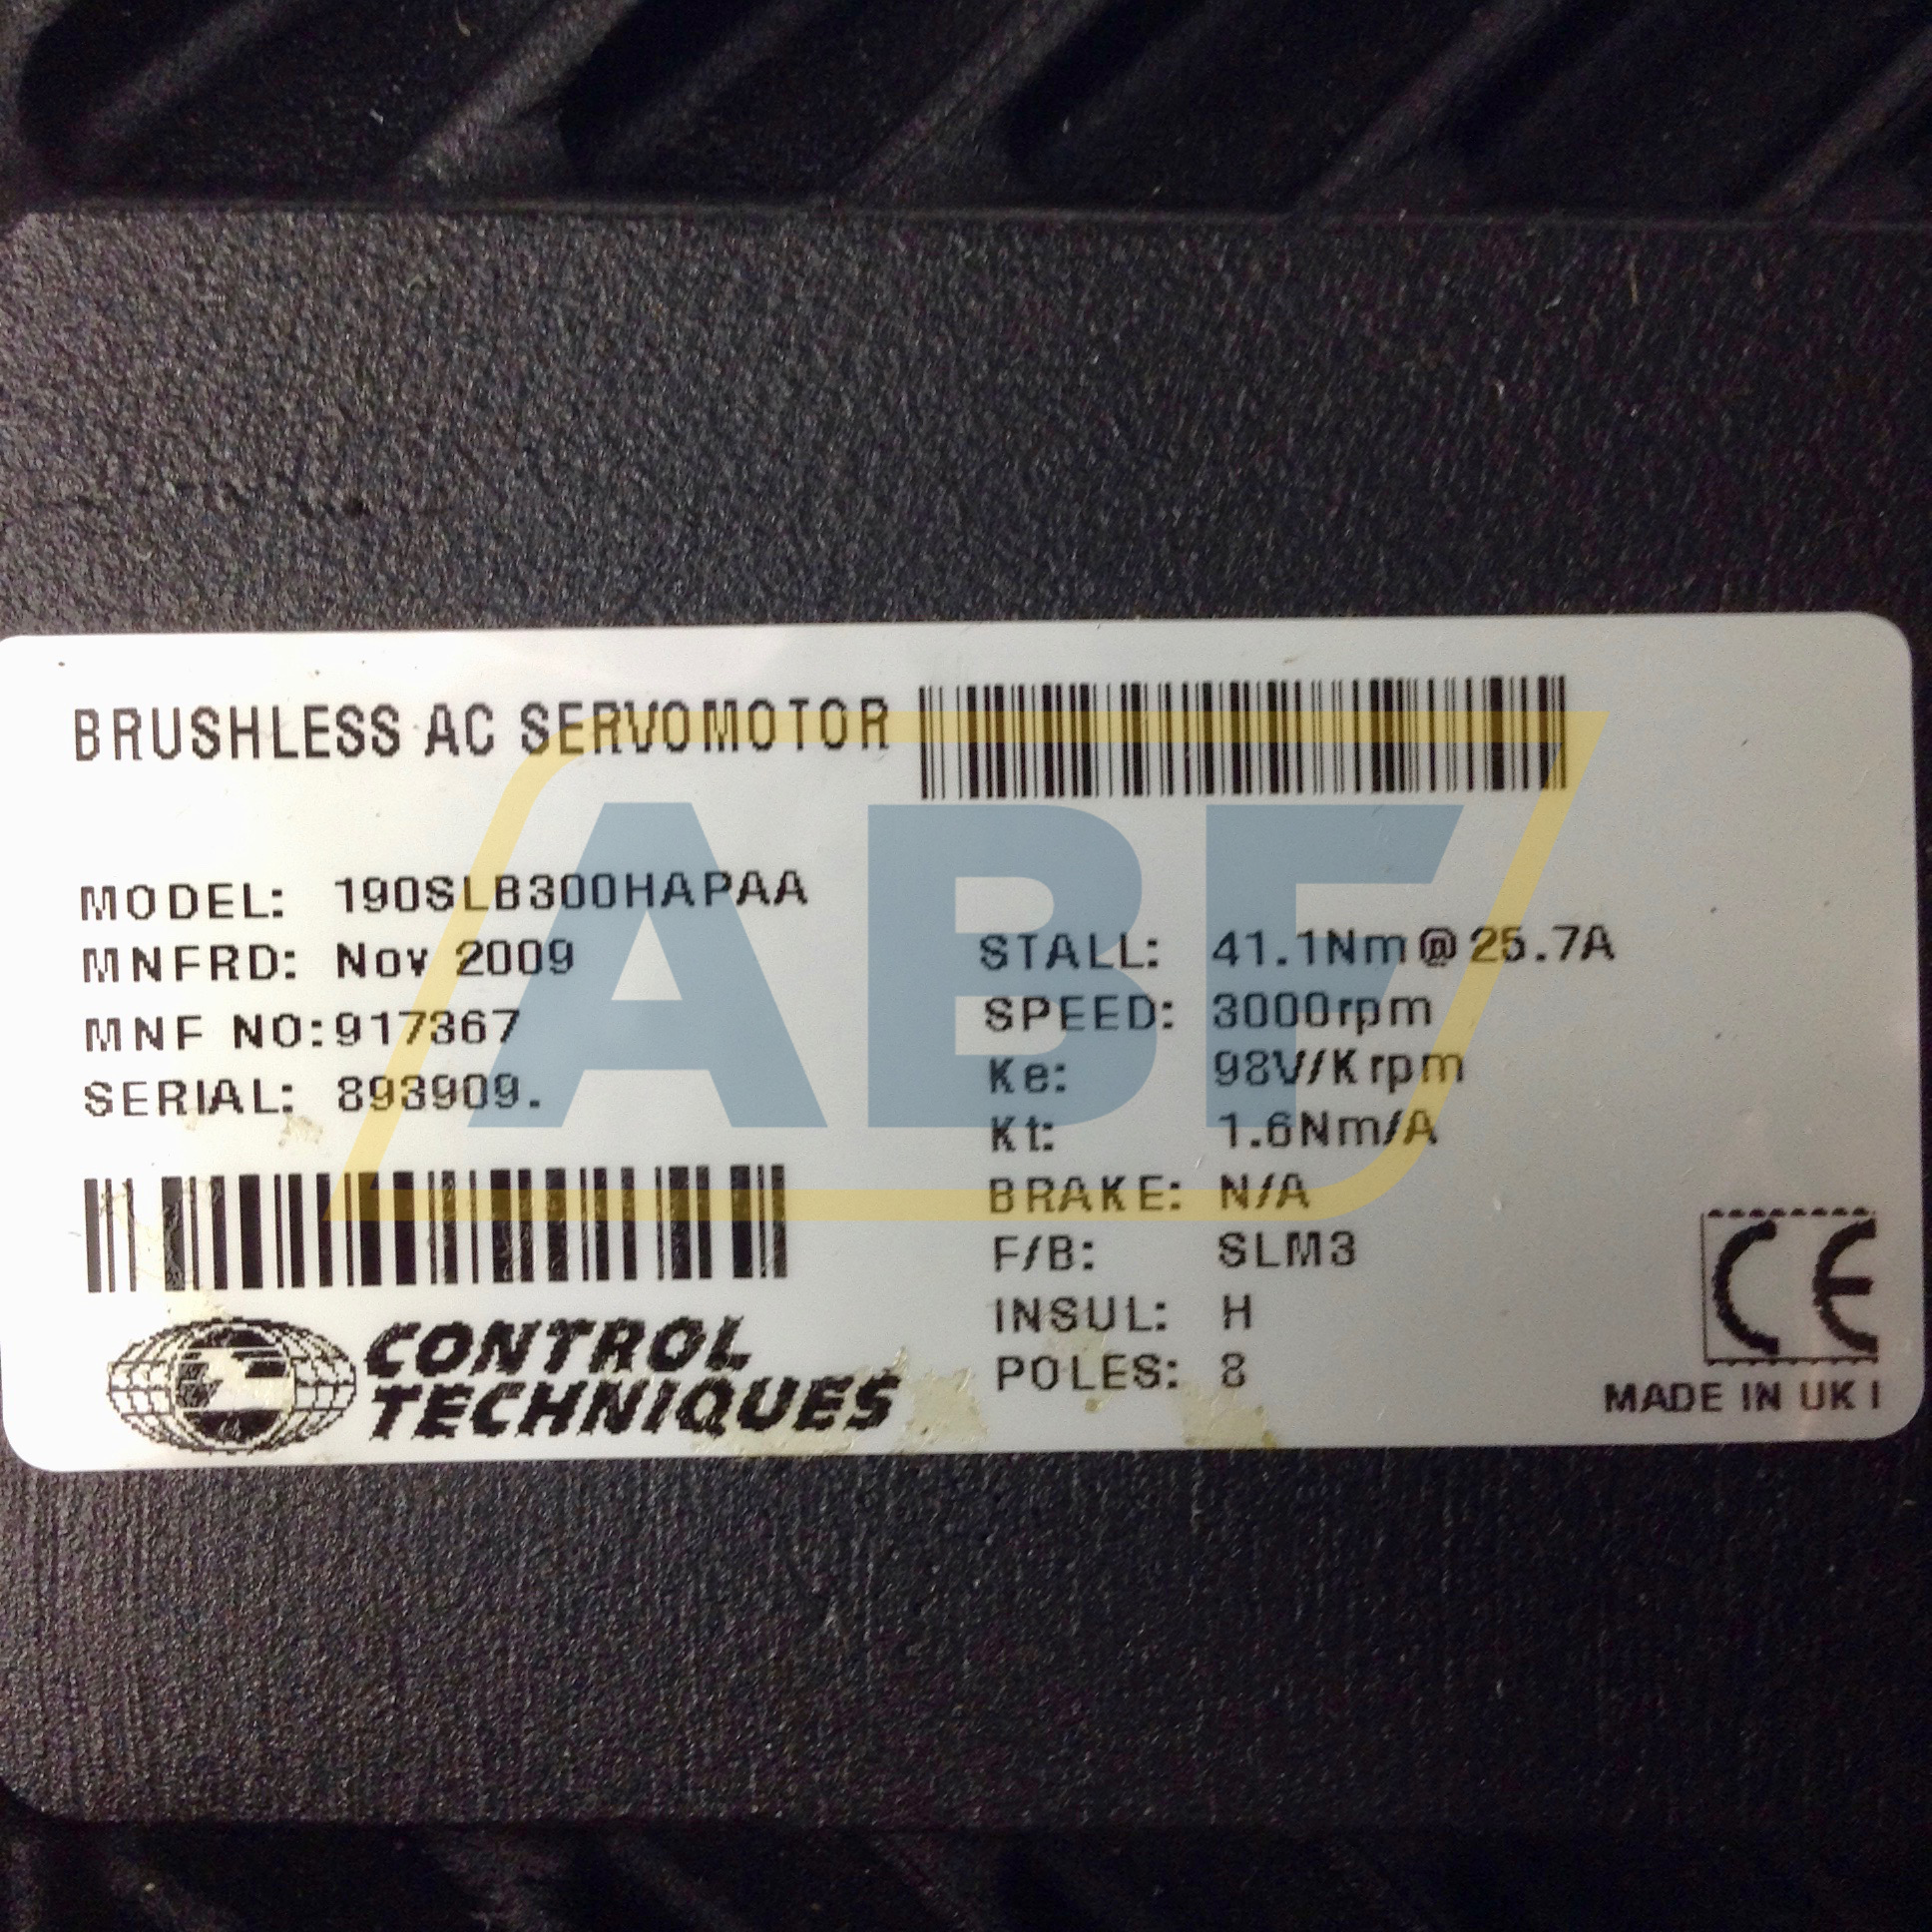 BRUSHLESS AC SERVOMOTOR
MODEL: 190SLB300HAPAA
MNFRD: Nov 2009
MNF NO:917367
SERIAL: 893909.
STALL: 41.1Nm@25.7A
SPEED: 3000rpm
Ke: 98V/Krpm
Kt: 1.6Nm/A
BRAKE: N/A
F/B: SLM3
INSUL: H
POLES: 8
CONTROL
TECHNIQUES
CE
MADE IN UK I
ABF